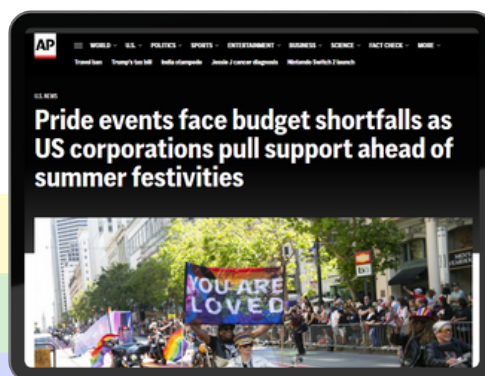 AP
WORLD U.S. POLITICS SPORTS ENTERTAINMENT BUSINESS SCIENCE FACT CHECK MORE
Travel ban Trump's tax bill India stampede Jessie J cancer diagnosis Nintendo Switch 2 launch
U.S. NEWS
Pride events face budget shortfalls as
US corporations pull support ahead of
summer festivities
YOU ARE
LOVED